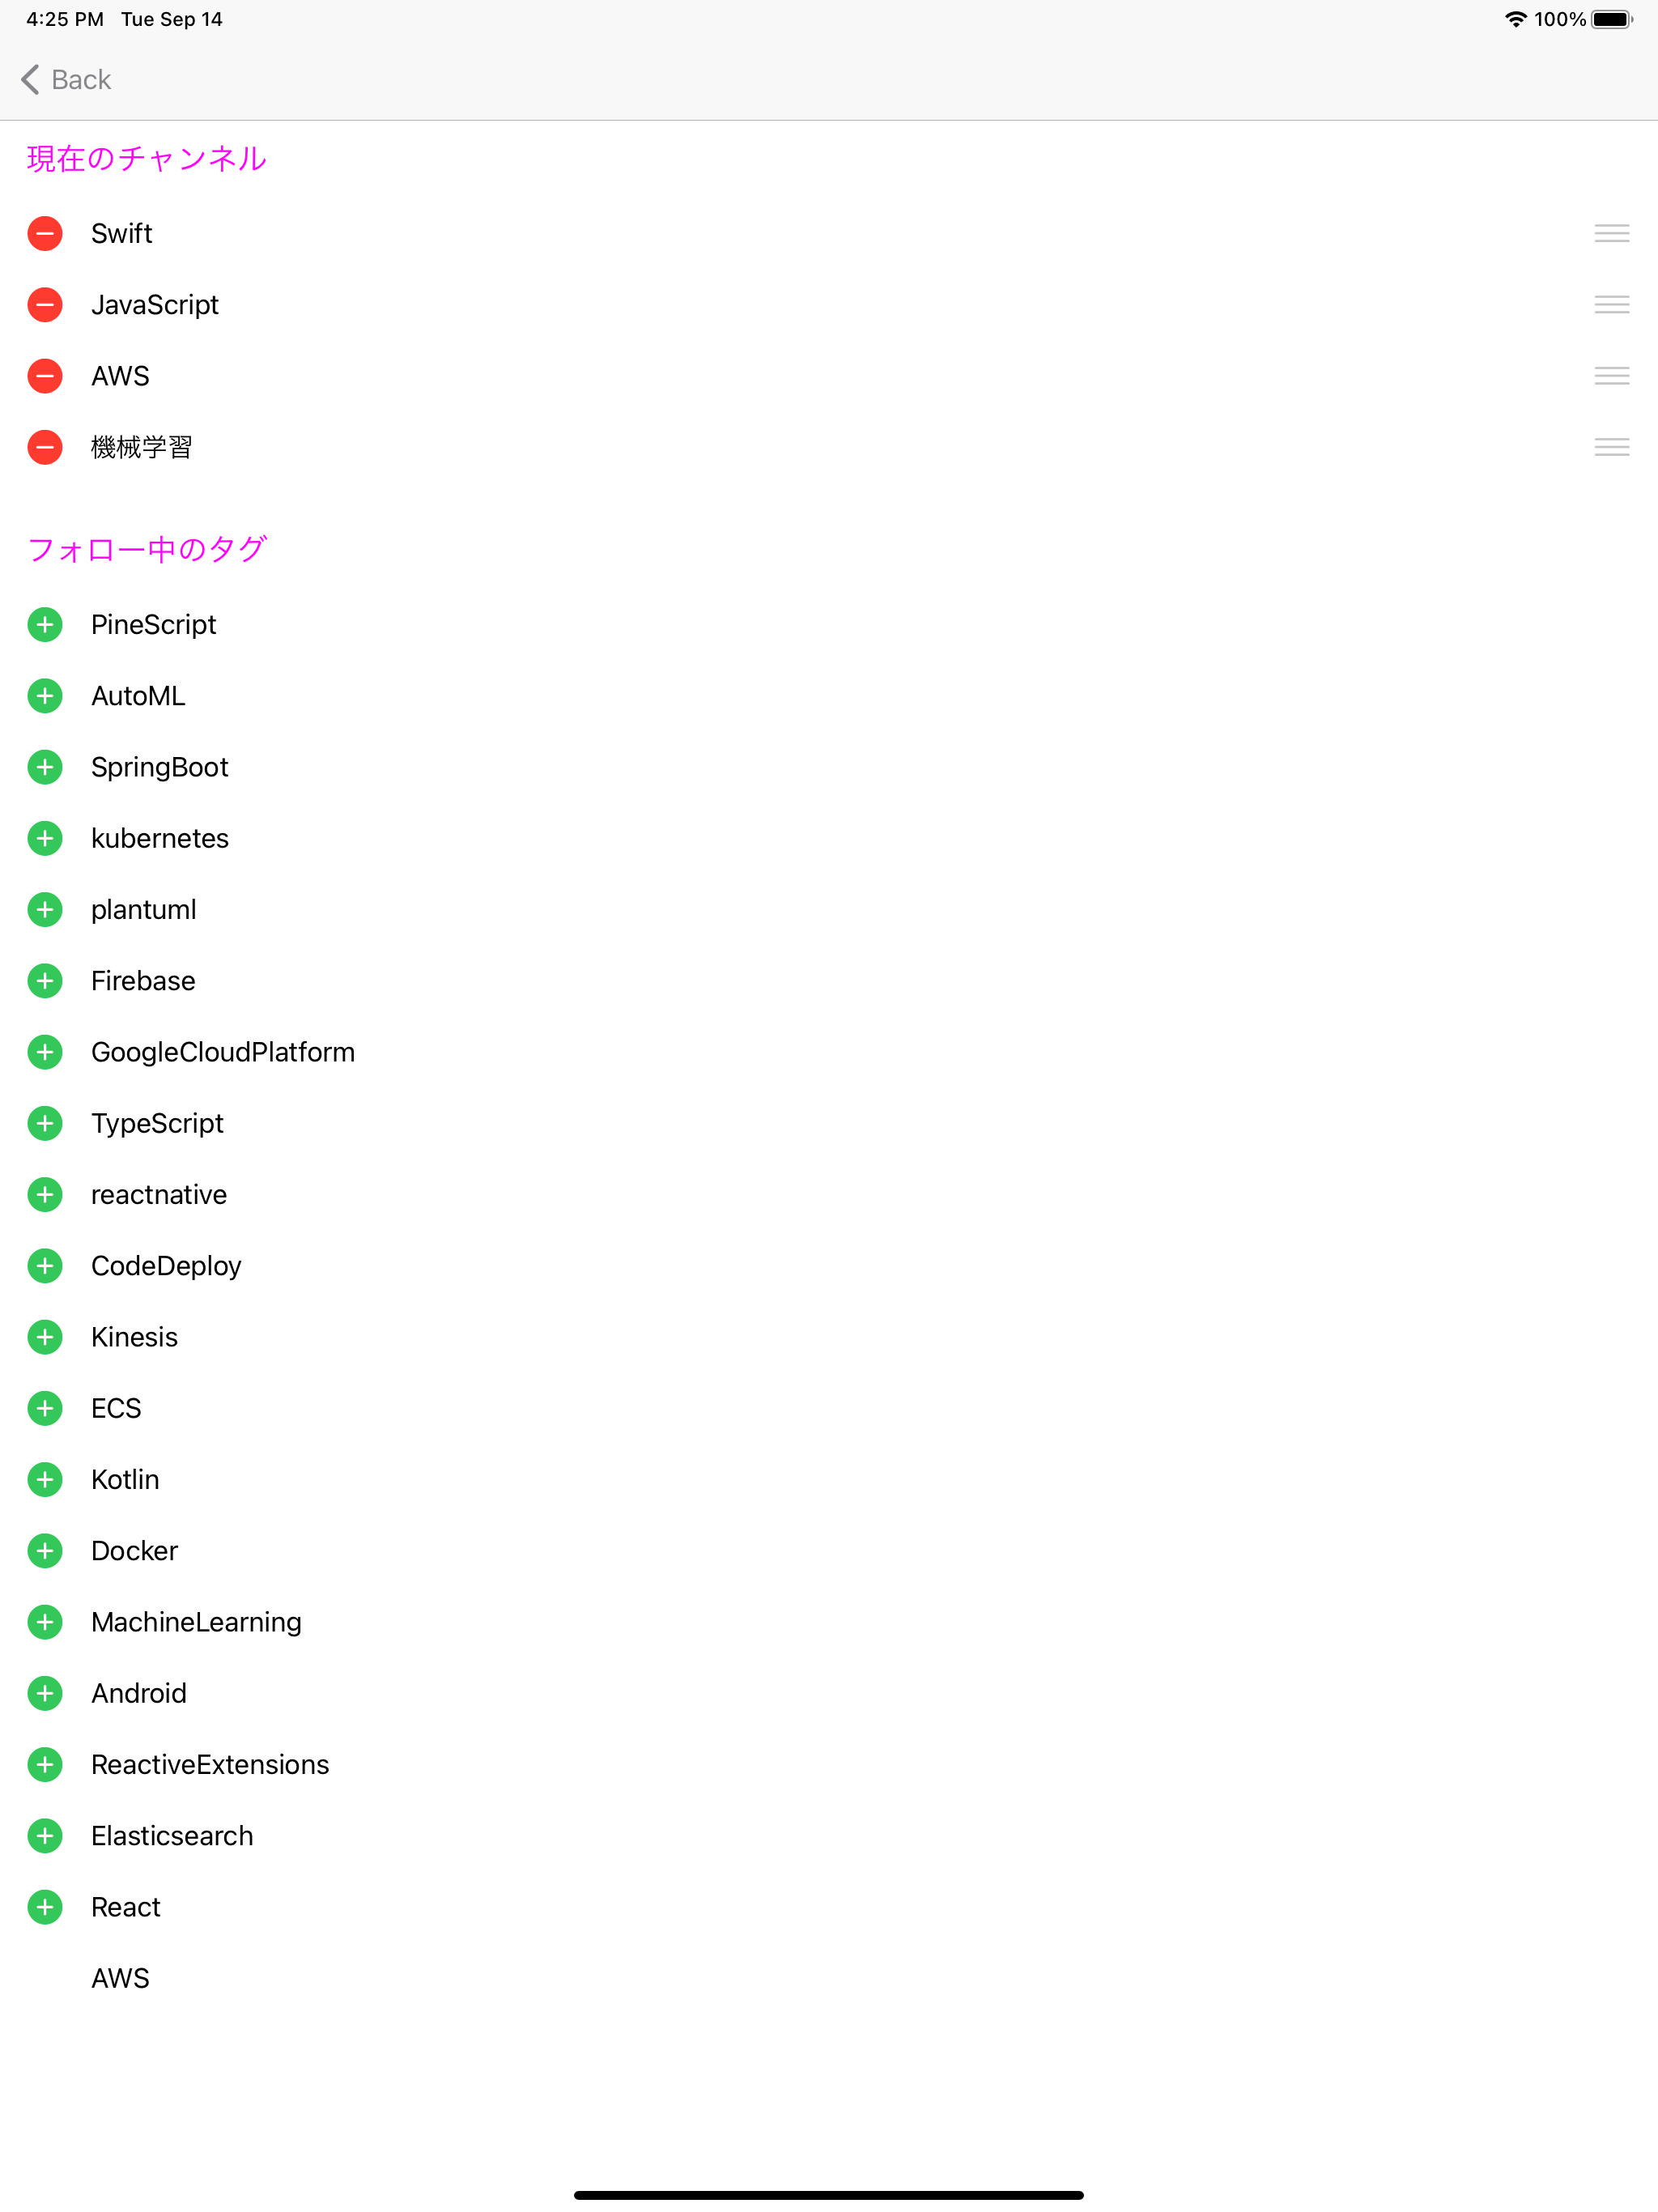 4:25 PM Tue Sep 14 100%
Back
現在のチャンネル
Swift
JavaScript
AWS
機械学習
フォロー中のタグ
PineScript
AutoML
SpringBoot
kubernetes
plantuml
Firebase
GoogleCloudPlatform
TypeScript
reactnative
CodeDeploy
Kinesis
ECS
Kotlin
Docker
MachineLearning
Android
ReactiveExtensions
Elasticsearch
React
AWS